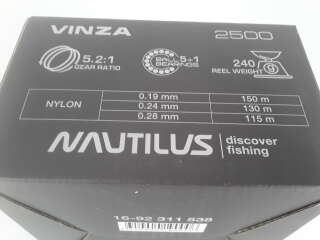 VINZA 2500
5.2:1 GEAR RATIO
BALL 5+1 BEARINGS
240 REEL WEIGHT g
NYLON
0.19 mm 150 m
0.24 mm 130 m
0.28 mm 115 m
NAUTILUS discover fishing
16-92 311 838